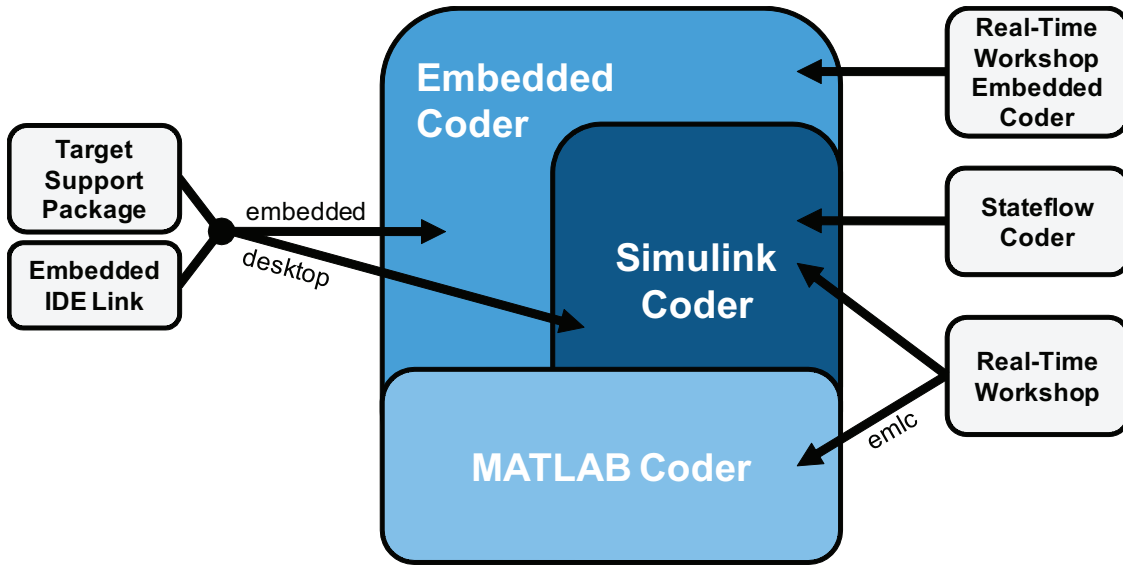 Target
Support
Package
Embedded
IDE Link
embedded
desktop
Embedded
Coder
Simulink
Coder
MATLAB Coder
Real-Time
Workshop
Embedded
Coder
Stateflow
Coder
Real-Time
Workshop
emlc